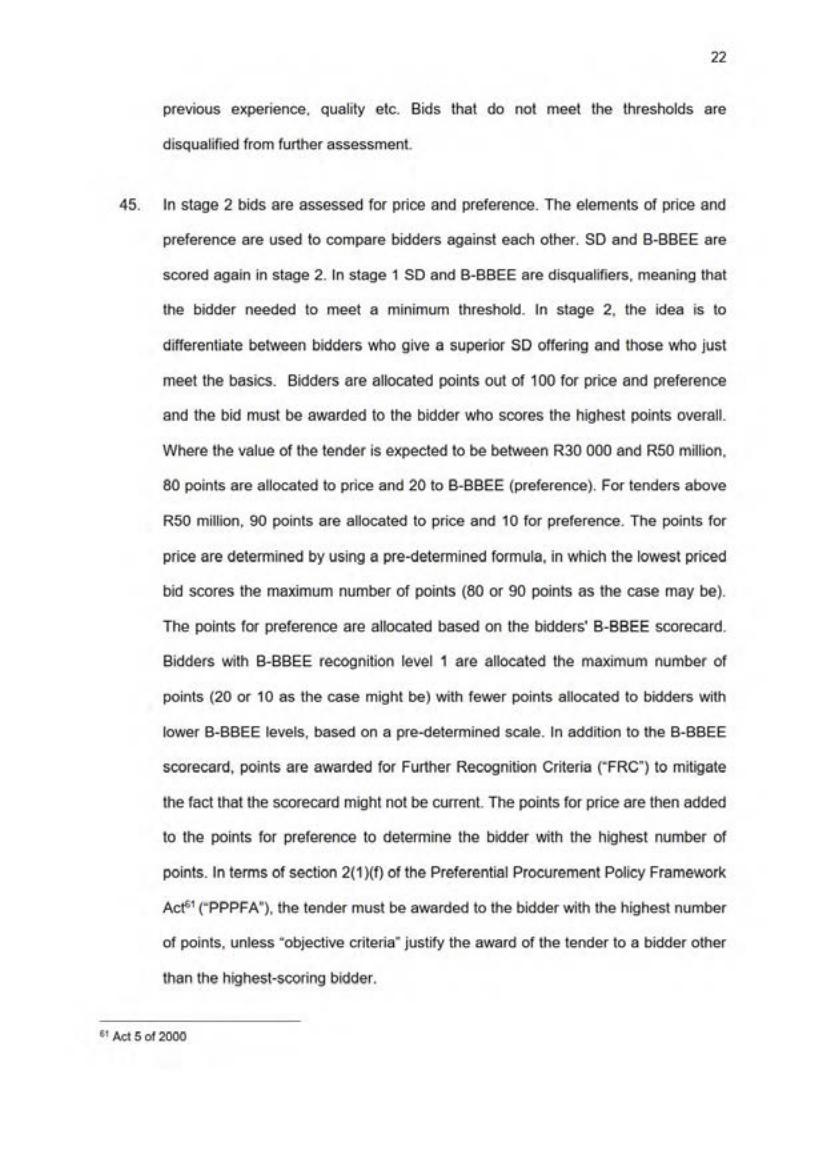 22
previous experience, quality etc. Bids that do not meet the thresholds are
disqualified from further assessment.
45. In stage 2 bids are assessed for price and preference. The elements of price and
preference are used to compare bidders against each other. SD and B-BBEE are
scored again in stage 2. In stage 1 SD and B-BBEE are disqualifiers, meaning that
the bidder needed to meet a minimum threshold. In stage 2, the idea is to
differentiate between bidders who give a superior SD offering and those who just
meet the basics. Bidders are allocated points out of 100 for price and preference
and the bid must be awarded to the bidder who scores the highest points overall.
Where the value of the tender is expected to be between R30 000 and R50 million,
80 points are allocated to price and 20 to B-BBEE (preference). For tenders above
R50 million, 90 points are allocated to price and 10 for preference. The points for
price are determined by using a pre-determined formula, in which the lowest priced
bid scores the maximum number of points (80 or 90 points as the case may be).
The points for preference are allocated based on the bidders' B-BBEE scorecard.
Bidders with B-BBEE recognition level 1 are allocated the maximum number of
points (20 or 10 as the case might be) with fewer points allocated to bidders with
lower B-BBEE levels, based on a pre-determined scale. In addition to the B-BBEE
scorecard, points are awarded for Further Recognition Criteria ("FRC") to mitigate
the fact that the scorecard might not be current. The points for price are then added
to the points for preference to determine the bidder with the highest number of
points. In terms of section 2(1)(f) of the Preferential Procurement Policy Framework
Act⁶¹ ("PPPFA"), the tender must be awarded to the bidder with the highest number
of points, unless "objective criteria" justify the award of the tender to a bidder other
than the highest-scoring bidder.
⁶¹ Act 5 of 2000